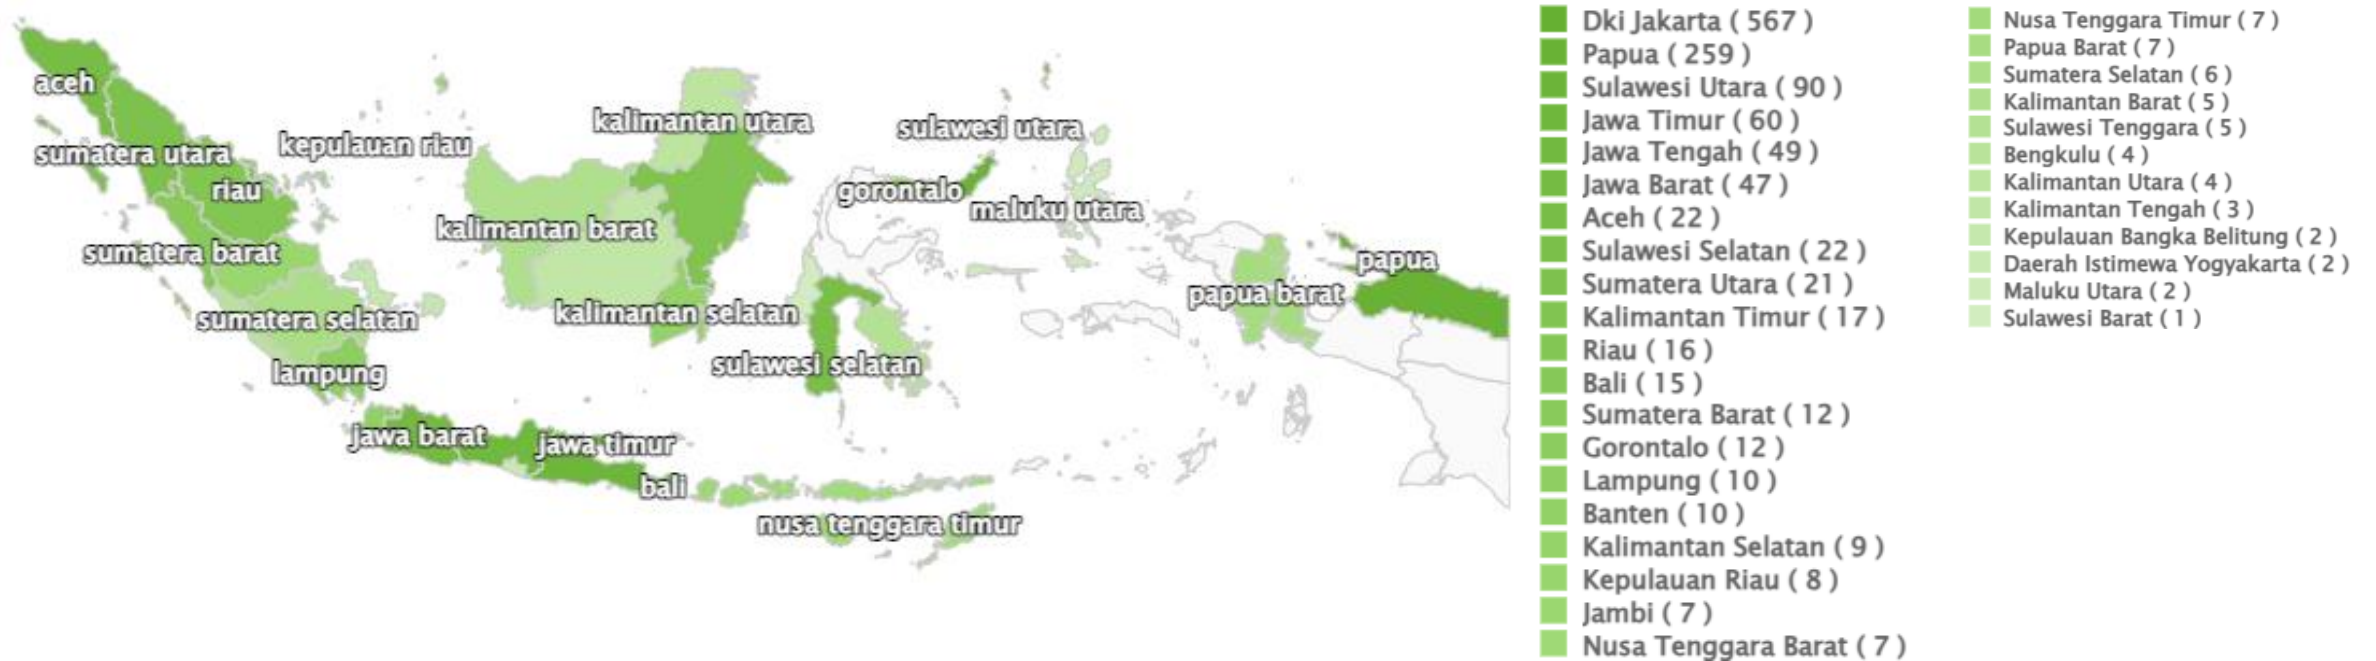 aceh
sumatera utara
riau
kepulauan riau
sumatera barat
sumatera selatan
lampung
kalimantan utara
kalimantan barat
kalimantan selatan
sulawesi utara
gorontalo
maluku utara
sulawesi selatan
papua
papua barat
jawa barat
jawa timur
bali
nusa tenggara timur
Dki Jakarta ( 567 )
Papua ( 259 )
Sulawesi Utara ( 90 )
Jawa Timur ( 60 )
Jawa Tengah ( 49 )
Jawa Barat ( 47 )
Aceh ( 22 )
Sulawesi Selatan ( 22 )
Sumatera Utara ( 21 )
Kalimantan Timur ( 17 )
Riau ( 16 )
Bali ( 15 )
Sumatera Barat ( 12 )
Gorontalo ( 12 )
Lampung ( 10 )
Banten ( 10 )
Kalimantan Selatan ( 9 )
Kepulauan Riau ( 8 )
Jambi ( 7 )
Nusa Tenggara Barat ( 7 )
Nusa Tenggara Timur ( 7 )
Papua Barat ( 7 )
Sumatera Selatan ( 6 )
Kalimantan Barat ( 5 )
Sulawesi Tenggara ( 5 )
Bengkulu ( 4 )
Kalimantan Utara ( 4 )
Kalimantan Tengah ( 3 )
Kepulauan Bangka Belitung ( 2 )
Daerah Istimewa Yogyakarta ( 2 )
Maluku Utara ( 2 )
Sulawesi Barat ( 1 )